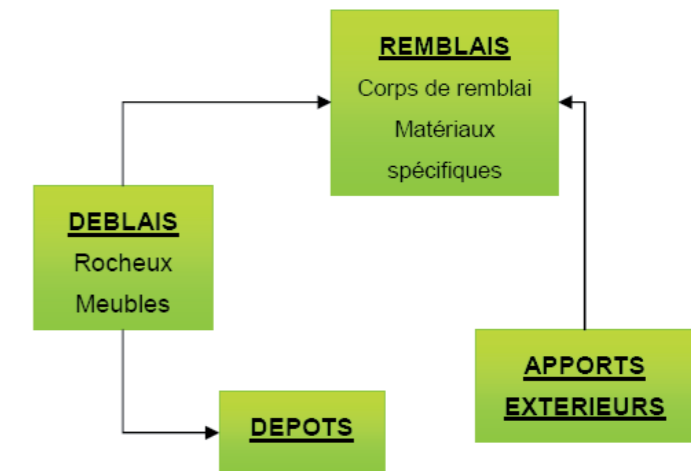 REMBLAIS
Corps de remblai
Matériaux
spécifiques
DEBLAIS
Rocheux
Meubles
APPORTS
EXTERIEURS
DEPOTS